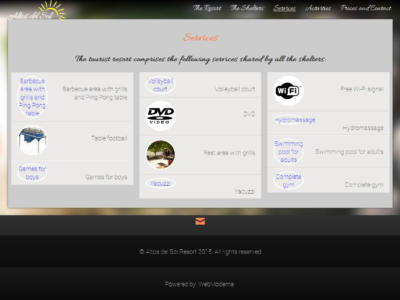 Altos del Sol
The Resort
The Shelters
Services
Activities
Prices and Contact
Services
The tourist resort comprises the following services shared by all the shelters:
Barbecue
area with grills
and Ping Pong
table
Barbecue area with grills
and Ping Pong table
Table football
Games for
boys
Games for boys
Volleyball
court
Volleyball court
DVD
VIDEO
DVD
Rest area with grills
Yacuzzi
Yacuzzi
Wi Fi
Free Wi-Fi signal
Hydromassage
Hydromassage
Swimming
pool for
adults
Swimming pool for adults
Complete
gym
Complete gym
© Altos del Sol Resort 2015. All rights reserved.
Powered by: WebModerna